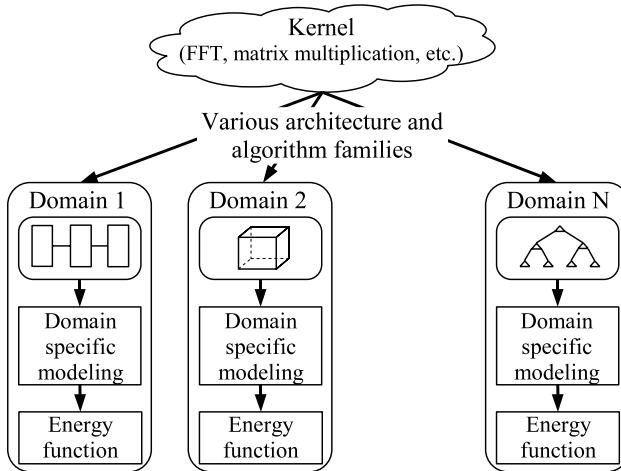 Kernel
(FFT, matrix multiplication, etc.)
Various architecture and
algorithm families
Domain 1
Domain 2
Domain N
Domain
specific
modeling
Domain
specific
modeling
Domain
specific
modeling
Energy
function
Energy
function
Energy
function